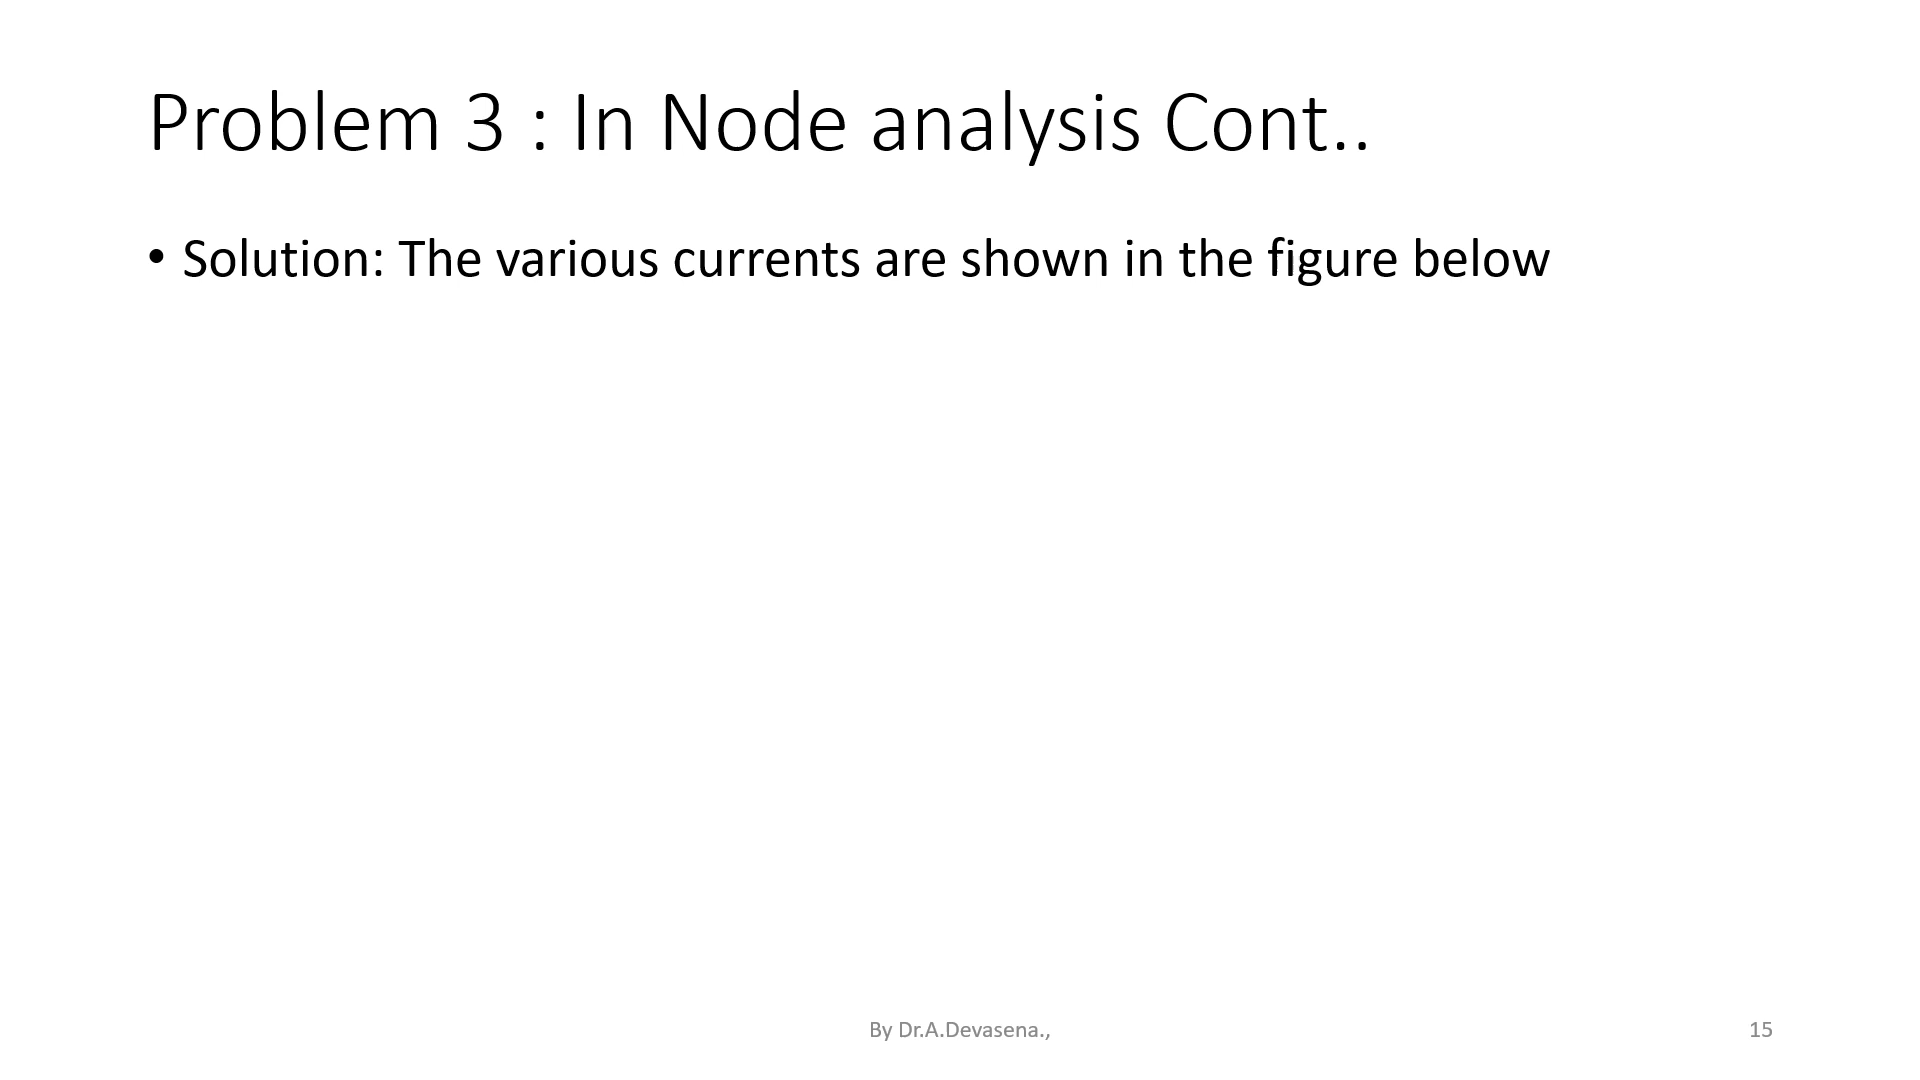 Problem 3 : In Node analysis Cont..
• Solution: The various currents are shown in the figure below
By Dr.A.Devasena.,
15